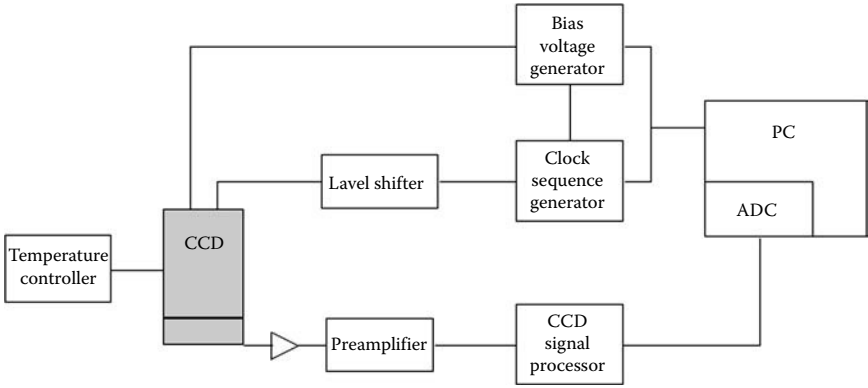 Bias
voltage
generator
PC
Lavel shifter
Clock
sequence
generator
ADC
CCD
Temperature
controller
Preamplifier
CCD
signal
processor